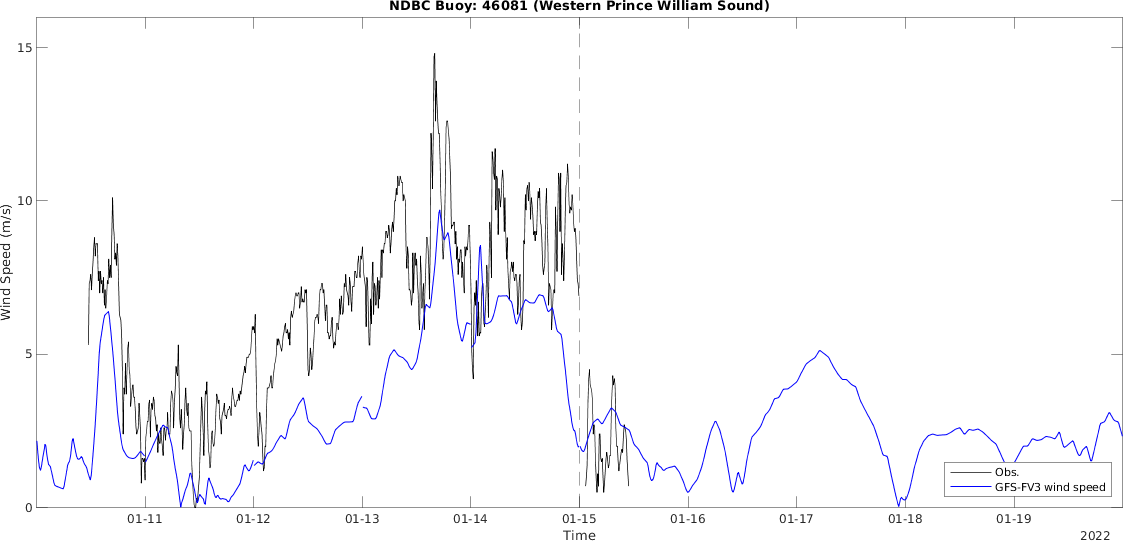 NDBC Buoy: 46081 (Western Prince William Sound)
15
10
5
0
Wind Speed (m/s)
01-11 01-12 01-13 01-14 01-15 01-16 01-17 01-18 01-19
Time
2022
Obs.
GFS-FV3 wind speed